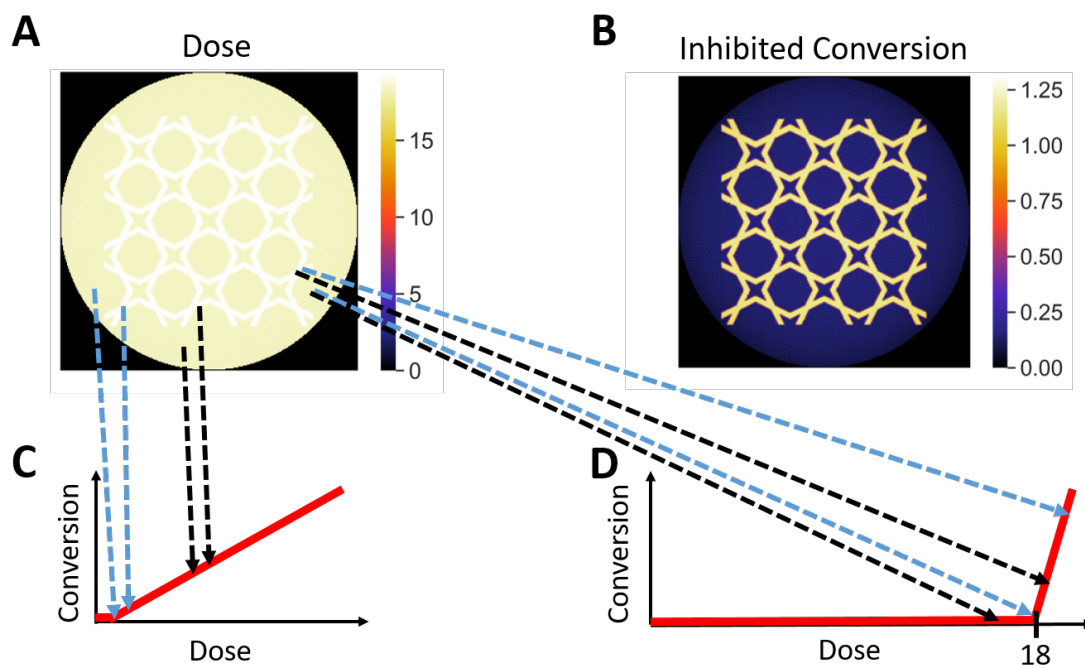 A
Dose
15
10
5
0
B
Inhibited Conversion
1.25
1.00
0.75
0.50
0.25
0.00
C
Conversion
Dose
D
Conversion
Dose
18